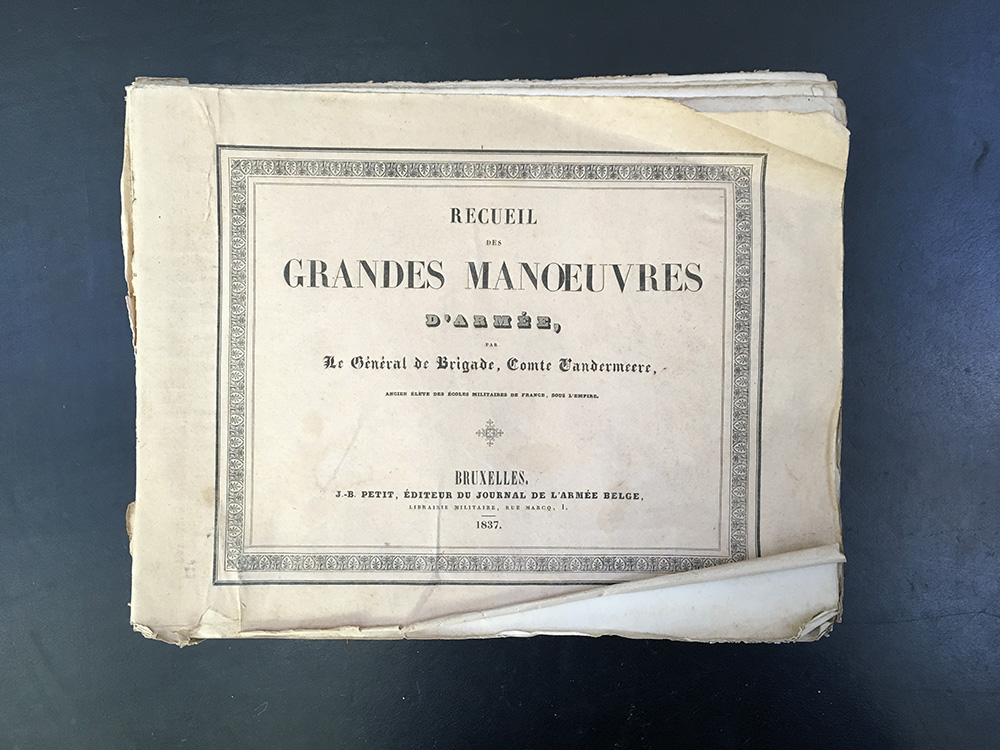 RECUEIL
DES
GRANDES MANŒUVRES
D'ARMÉE,
PAR
Le Général de Brigade, Comte Vandermeere,
ANCIEN ÉLÈVE DES ÉCOLES MILITAIRES DE FRANCE, SOUS L'EMPIRE.
BRUXELLES.
J.-B. PETIT, ÉDITEUR DU JOURNAL DE L'ARMÉE BELGE,
LIBRAIRIE MILITAIRE, RUE MARCQ, 1.
1837.